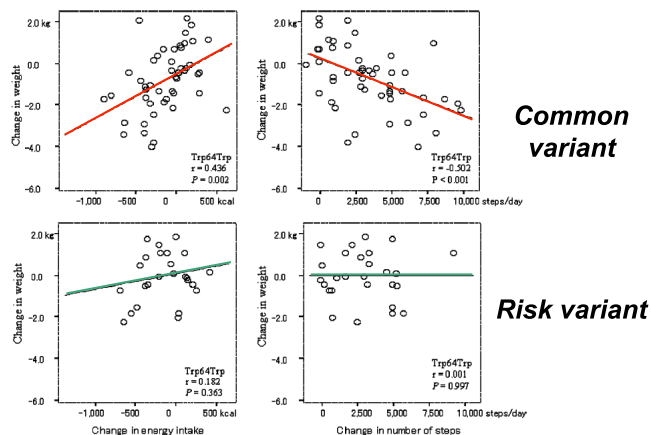 2.0 kg
0.0
-2.0
-4.0
-6.0
Change in weight
Trp64Trp
r = 0.436
P = 0.002
-1,000 -500 0 500 kcal
2.0 kg
0.0
-2.0
-4.0
-6.0
Change in weight
Trp64Trp
r = -0.502
P < 0.001
0 2,500 5,000 7,500 10,000 steps/day
Common
variant
2.0 kg
0.0
-2.0
-4.0
-6.0
Change in weight
Trp64Trp
r = 0.182
P = 0.363
-1,000 -500 0 500 kcal
Change in energy intake
2.0 kg
0.0
-2.0
-4.0
-6.0
Change in weight
Trp64Trp
r = 0.001
P = 0.997
0 2,500 5,000 7,500 10,000 steps/day
Change in number of steps
Risk variant